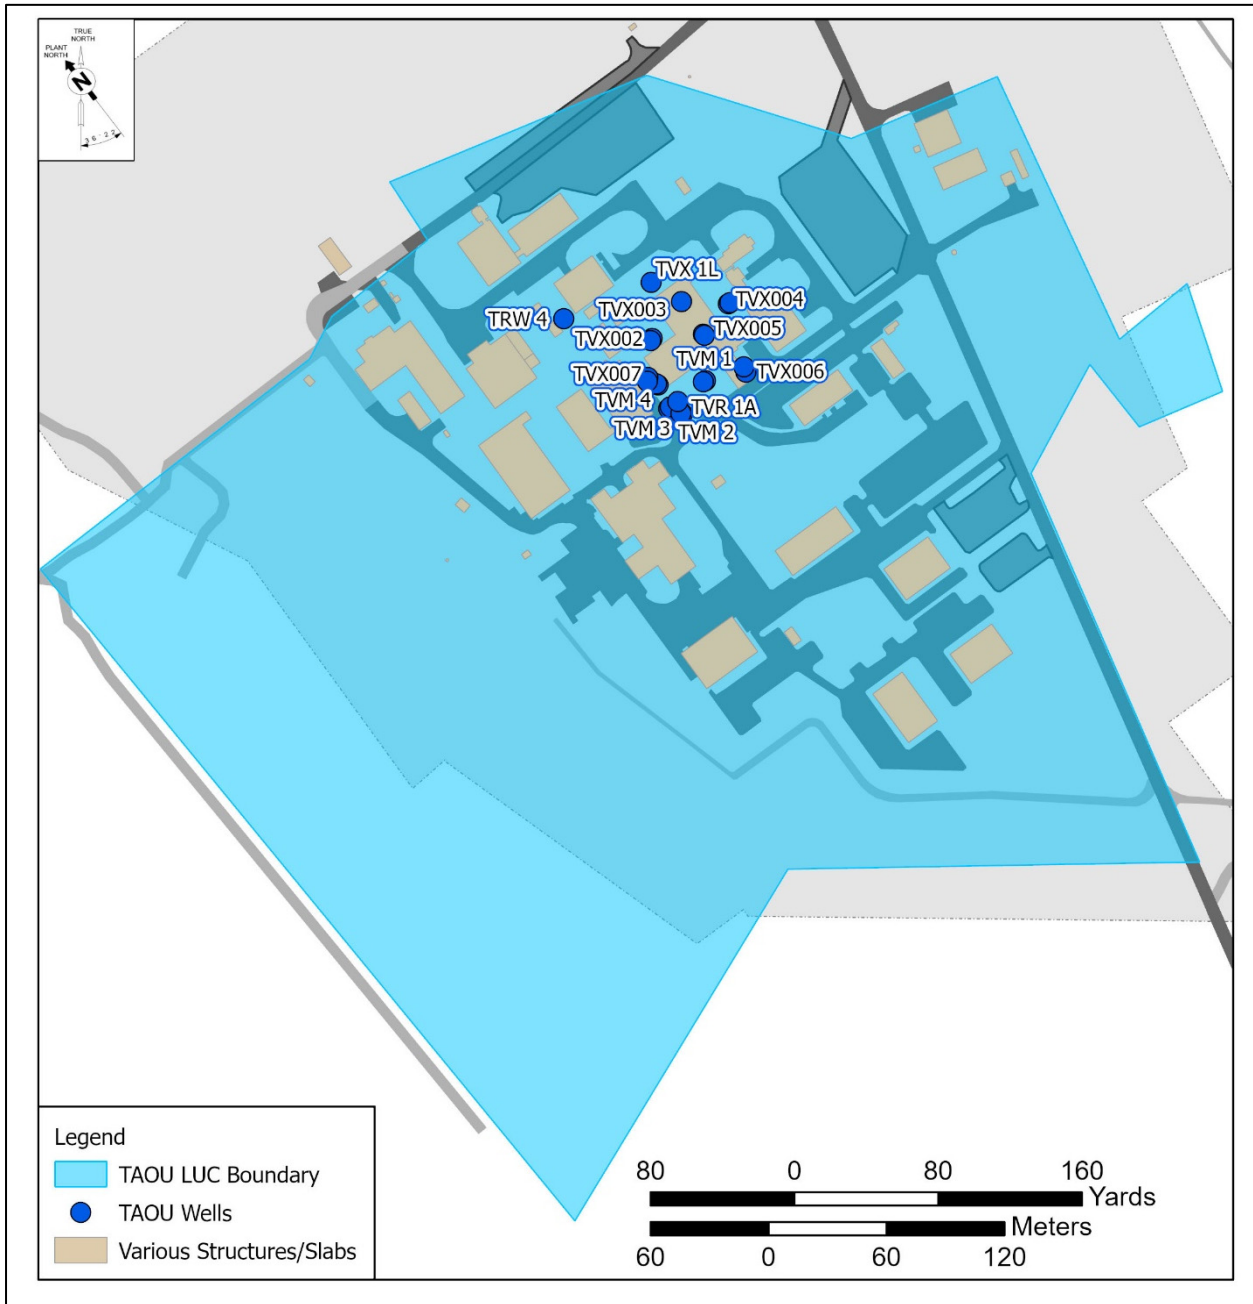 TRUE
NORTH
PLANT
NORTH
N
36-22
TVX 1L
TVX003
TVX004
TRW 4
TVX002
TVX005
TVM 1
TVX007
TVX006
TVM 4
TVR 1A
TVM 3
TVM 2
Legend
TAOU LUC Boundary
TAOU Wells
Various Structures/Slabs
80 0 80 160
Yards
Meters
60 0 60 120